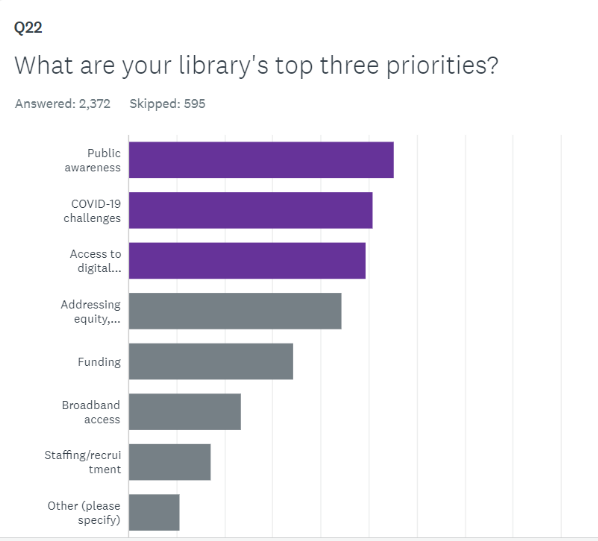 Q22
What are your library's top three priorities?
Answered: 2,372 Skipped: 595
Public
awareness
COVID-19
challenges
Access to
digital...
Addressing
equity,...
Funding
Broadband
access
Staffing/recrui
tment
Other (please
specify)